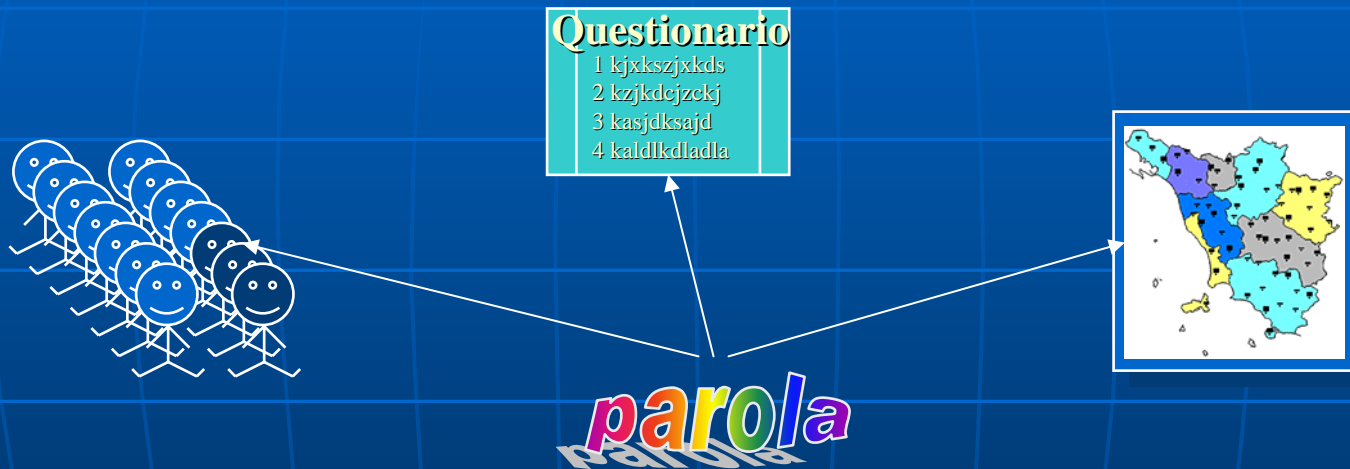 Questionario
1 kjxkszjxkds
2 kzjkdcjzckj
3 kasjdksajd
4 kaldlkdladla
parola